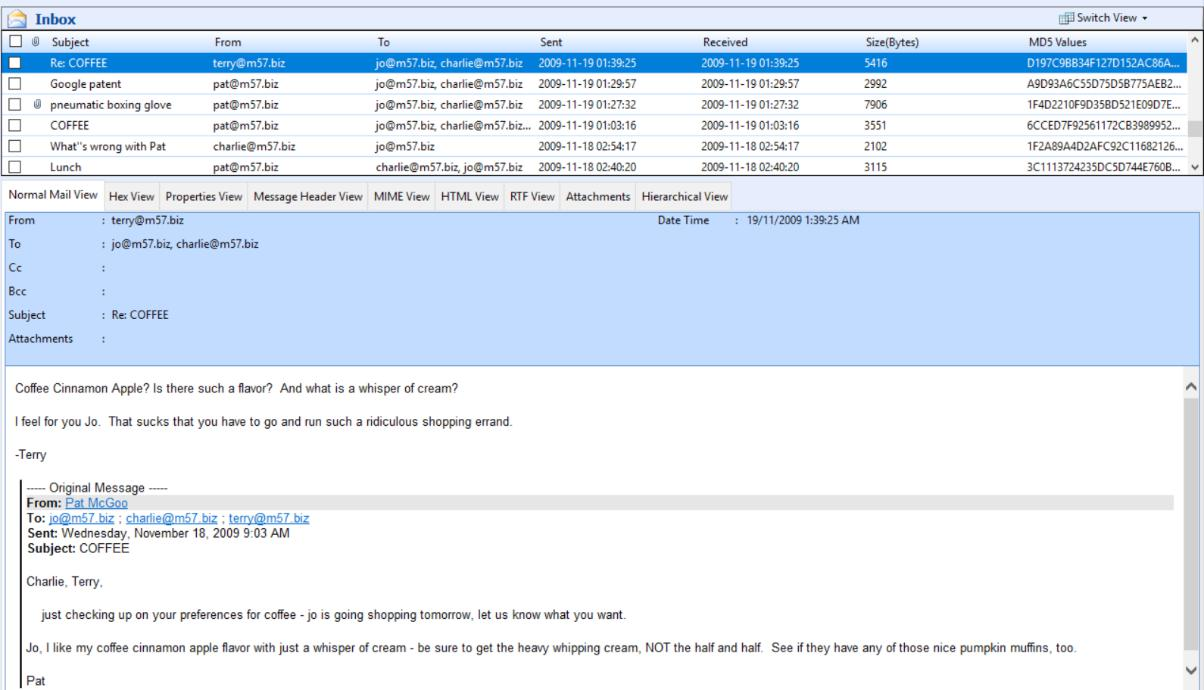 Inbox
Switch View
Subject From To Sent Received Size(Bytes) MD5 Values
Re: COFFEE terry@m57.biz jo@m57.biz, charlie@m57.biz 2009-11-19 01:39:25 2009-11-19 01:39:25 5416 D197C9BB34F127D152AC86A...
Google patent pat@m57.biz jo@m57.biz 2009-11-19 01:29:57 2009-11-19 01:29:57 2992 A9D93A6C55D75D5B775AEB2...
pneumatic boxing glove pat@m57.biz jo@m57.biz 2009-11-19 01:27:32 2009-11-19 01:27:32 7906 1F4D2210F9D35BD521E09D7E...
COFFEE pat@m57.biz jo@m57.biz, charlie@m57.biz... 2009-11-19 01:03:16 2009-11-19 01:03:16 3551 6CCED7F92561172CB3989952...
What"s wrong with Pat charlie@m57.biz jo@m57.biz 2009-11-18 02:54:17 2009-11-18 02:54:17 2102 1F2A89A4D2AFC92C11682126...
Lunch pat@m57.biz charlie@m57.biz, jo@m57.biz 2009-11-18 02:40:20 2009-11-18 02:40:20 3115 3C1113724235DC5D744E760B...
Normal Mail View Hex View Properties View Message Header View MIME View HTML View RTF View Attachments Hierarchical View
From : terry@m57.biz Date Time : 19/11/2009 1:39:25 AM
To : jo@m57.biz, charlie@m57.biz
Cc :
Bcc :
Subject : Re: COFFEE
Attachments :
Coffee Cinnamon Apple? Is there such a flavor? And what is a whisper of cream?
I feel for you Jo. That sucks that you have to go and run such a ridiculous shopping errand.
-Terry
----- Original Message -----
From: Pat McGoo
To: jo@m57.biz ; charlie@m57.biz ; terry@m57.biz
Sent: Wednesday, November 18, 2009 9:03 AM
Subject: COFFEE
Charlie, Terry,
just checking up on your preferences for coffee - jo is going shopping tomorrow, let us know what you want.
Jo, I like my coffee cinnamon apple flavor with just a whisper of cream - be sure to get the heavy whipping cream, NOT the half and half. See if they have any of those nice pumpkin muffins, too.
Pat